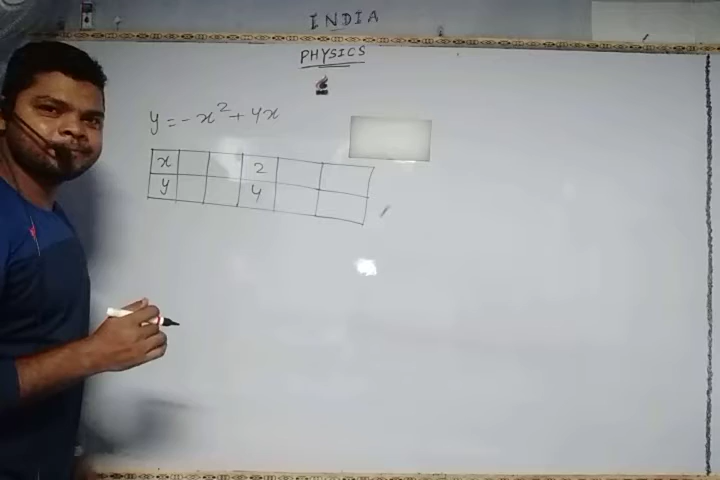 INDIA
PHYSICS
y = -x² + 4x
x 2
y 4